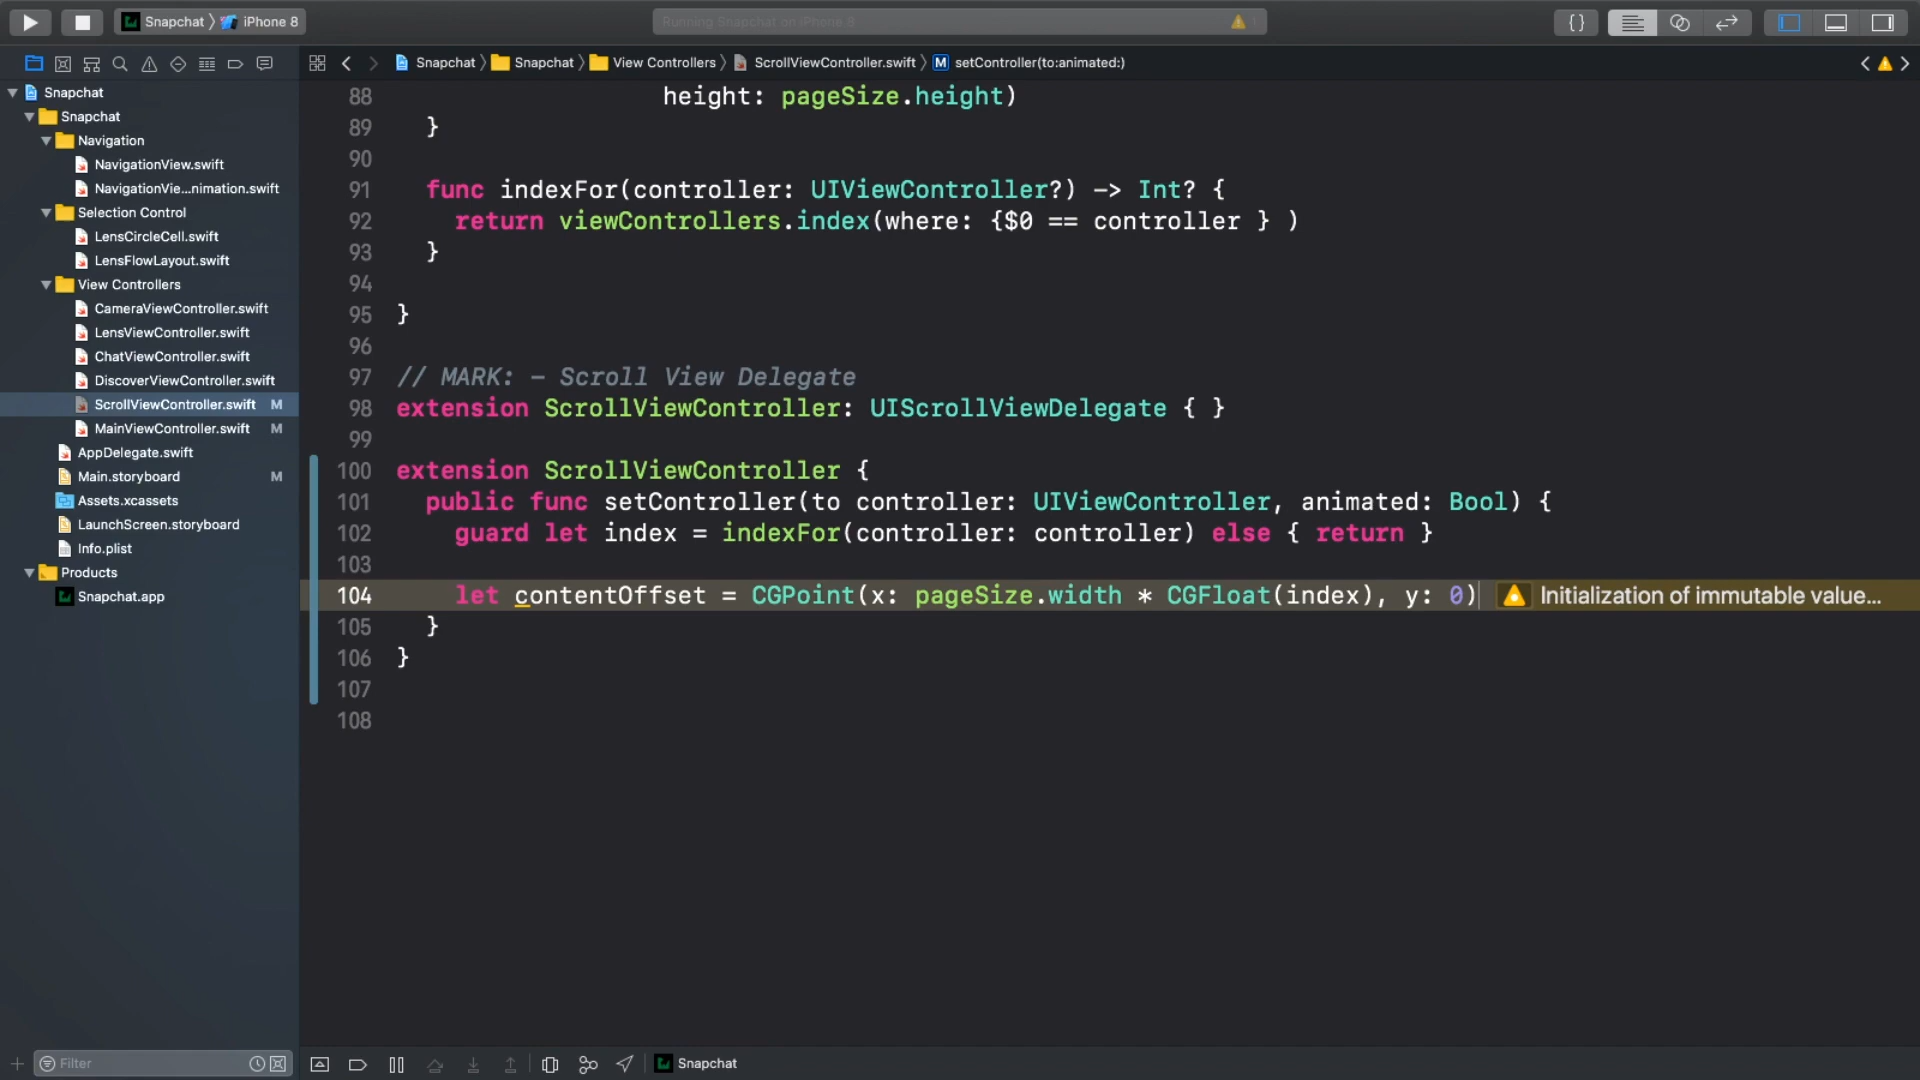 Snapchat
iPhone 8
Running Snapchat on iPhone 8
1
Snapchat
Snapchat
View Controllers
ScrollViewController.swift
M
setController(to:animated:)
Snapchat
Snapchat
Navigation
NavigationView.swift
NavigationVie...nimation.swift
Selection Control
LensCircleCell.swift
LensFlowLayout.swift
View Controllers
CameraViewController.swift
LensViewController.swift
ChatViewController.swift
DiscoverViewController.swift
ScrollViewController.swift M
MainViewController.swift M
AppDelegate.swift
Main.storyboard M
Assets.xcassets
LaunchScreen.storyboard
Info.plist
Products
Snapchat.app
Filter
88 height: pageSize.height)
89 }
90
91 func indexFor(controller: UIViewController?) -> Int? {
92 return viewControllers.index(where: {$0 == controller } )
93 }
94
95 }
96
97 // MARK: - Scroll View Delegate
98 extension ScrollViewController: UIScrollViewDelegate { }
99
100 extension ScrollViewController {
101 public func setController(to controller: UIViewController, animated: Bool) {
102 guard let index = indexFor(controller: controller) else { return }
103
104 let contentOffset = CGPoint(x: pageSize.width * CGFloat(index), y: 0) Initialization of immutable value...
105 }
106 }
107
108
Snapchat